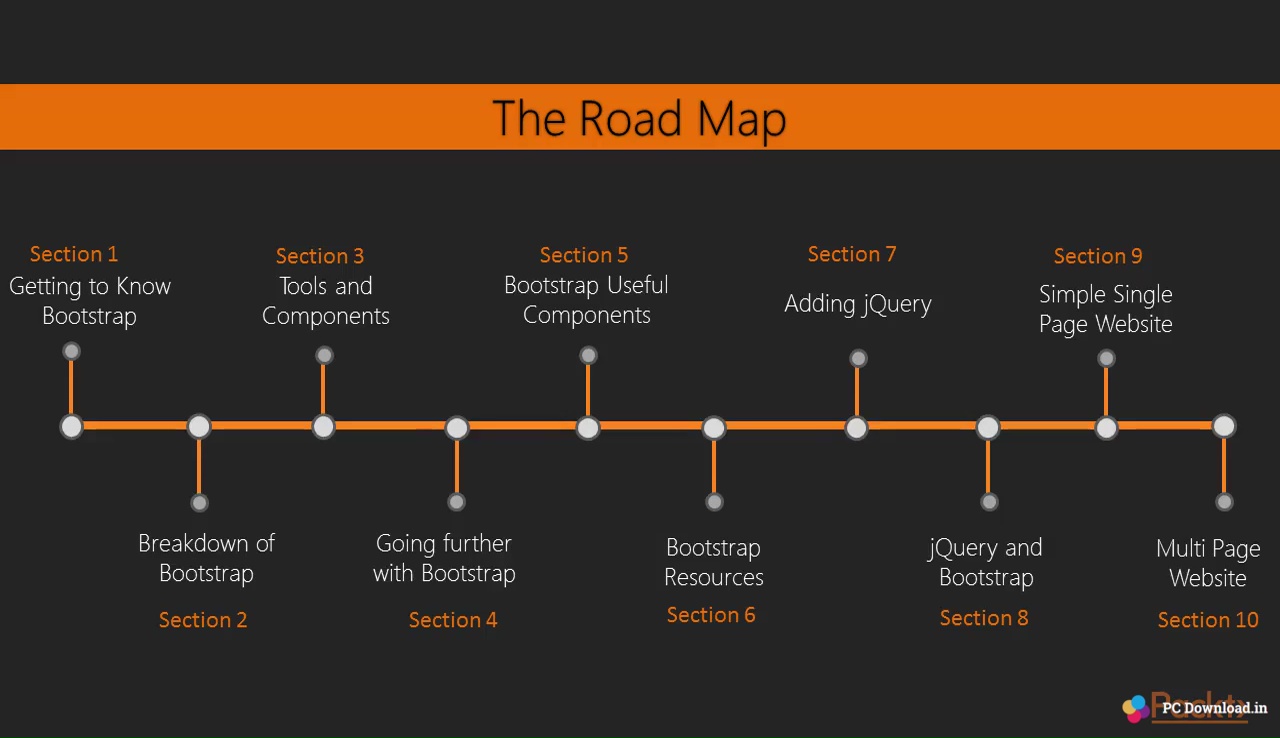 The Road Map
Section 1
Getting to Know
Bootstrap
Section 3
Tools and
Components
Section 5
Bootstrap Useful
Components
Section 7
Adding jQuery
Section 9
Simple Single
Page Website
Breakdown of
Bootstrap
Section 2
Going further
with Bootstrap
Section 4
Bootstrap
Resources
Section 6
jQuery and
Bootstrap
Section 8
Multi Page
Website
Section 10
Packt>
PC Download.in